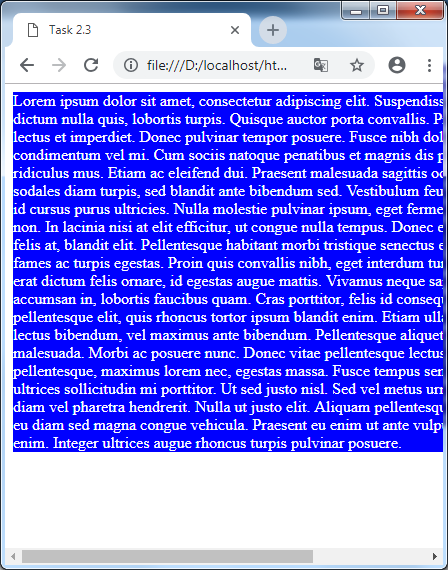 Task 2.3
file:///D:/localhost/ht...
Lorem ipsum dolor sit amet, consectetur adipiscing elit. Suspendiss
dictum nulla quis, lobortis turpis. Quisque auctor porta convallis. P
lectus et imperdiet. Donec pulvinar tempor posuere. Fusce nibh dol
condimentum vel mi. Cum sociis natoque penatibus et magnis dis p
ridiculus mus. Etiam ac eleifend dui. Praesent malesuada sagittis oc
sodales diam turpis, sed blandit ante bibendum sed. Vestibulum feu
id cursus purus ultricies. Nulla molestie pulvinar ipsum, eget ferme
non. In lacinia nisi at elit efficitur, ut congue nulla tempus. Donec e
felis at, blandit elit. Pellentesque habitant morbi tristique senectus e
fames ac turpis egestas. Proin quis convallis nibh, eget interdum tur
erat dictum felis ornare, id egestas augue mattis. Vivamus neque sa
accumsan in, lobortis faucibus quam. Cras porttitor, felis id consequ
pellentesque elit, quis rhoncus tortor ipsum blandit enim. Etiam ulla
lectus bibendum, vel maximus ante bibendum. Pellentesque aliquet
malesuada. Morbi ac posuere nunc. Donec vitae pellentesque lectus
pellentesque, maximus lorem nec, egestas massa. Fusce tempus sem
ultrices sollicitudin mi porttitor. Ut sed justo nisl. Sed vel metus urn
diam vel pharetra hendrerit. Nulla ut justo elit. Aliquam pellentesqu
eu diam sed magna congue vehicula. Praesent eu enim ut ante vulpu
enim. Integer ultrices augue rhoncus turpis pulvinar posuere.